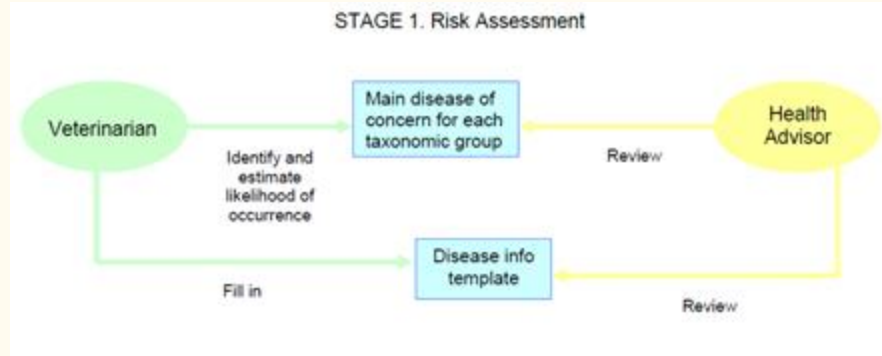 STAGE 1. Risk Assessment
Veterinarian
Main disease of
concern for each
taxonomic group
Health
Advisor
Identify and
estimate
likelihood of
occurrence
Review
Disease info
template
Fill in
Review